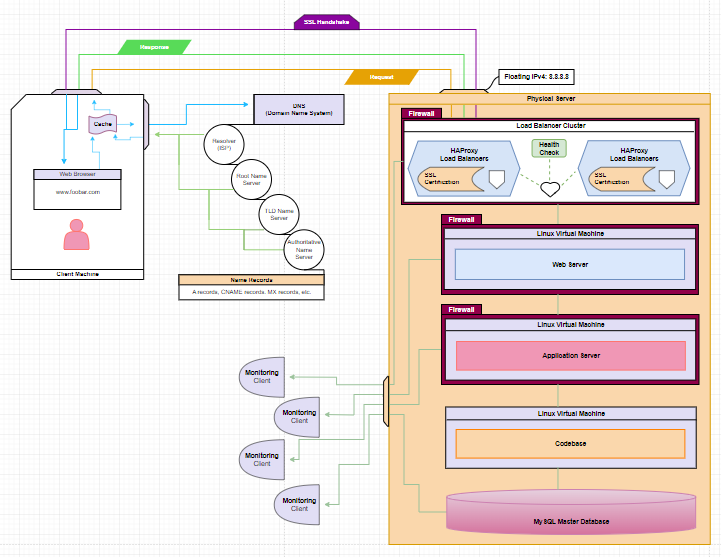 SSL Handshake
Response
Request
Floating IPv4: 8.8.8.8
Physical Server
DNS
(Domain Name System)
Cache
Firewall
Load Balancer Cluster
Resolver
(ISP)
HAProxy
Load Balancers
Health
Check
HAProxy
Load Balancers
SSL
Certification
SSL
Certification
Web Browser
www.foobar.com
Root Name
Server
TLD Name
Server
Firewall
Linux Virtual Machine
Web Server
Authoritative
Name
Server
Client Machine
Name Records
A records, CNAME records, MX records, etc.
Firewall
Linux Virtual Machine
Application Server
Monitoring
Client
Monitoring
Client
Linux Virtual Machine
Codebase
Monitoring
Client
Monitoring
Client
MySQL Master Database